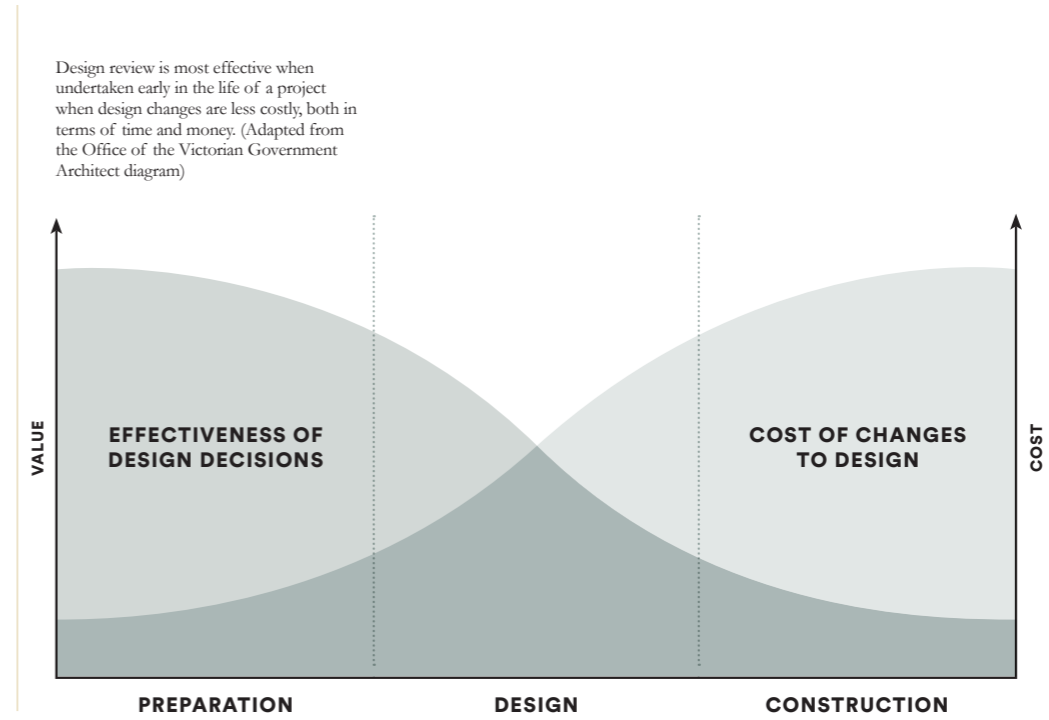 Design review is most effective when
undertaken early in the life of a project
when design changes are less costly, both in
terms of time and money. (Adapted from
the Office of the Victorian Government
Architect diagram)
VALUE
EFFECTIVENESS OF
DESIGN DECISIONS
COST OF CHANGES
TO DESIGN
COST
PREPARATION
DESIGN
CONSTRUCTION